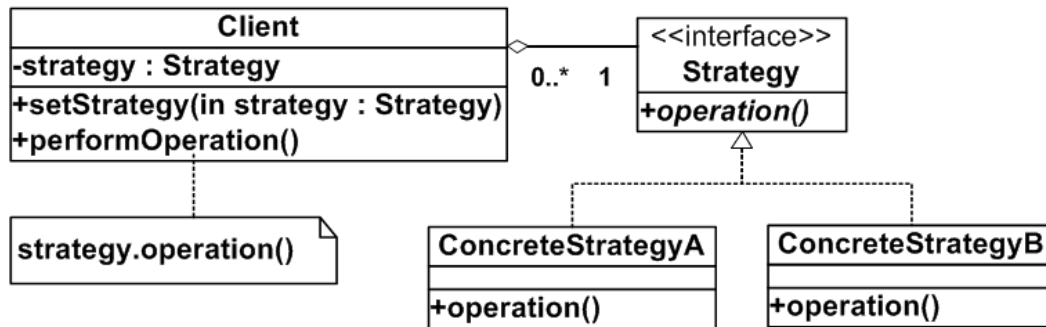 Client
-strategy : Strategy
+setStrategy(in strategy : Strategy)
+performOperation()
strategy.operation()
0..* 1
<<interface>>
Strategy
+operation()
ConcreteStrategyA
+operation()
ConcreteStrategyB
+operation()